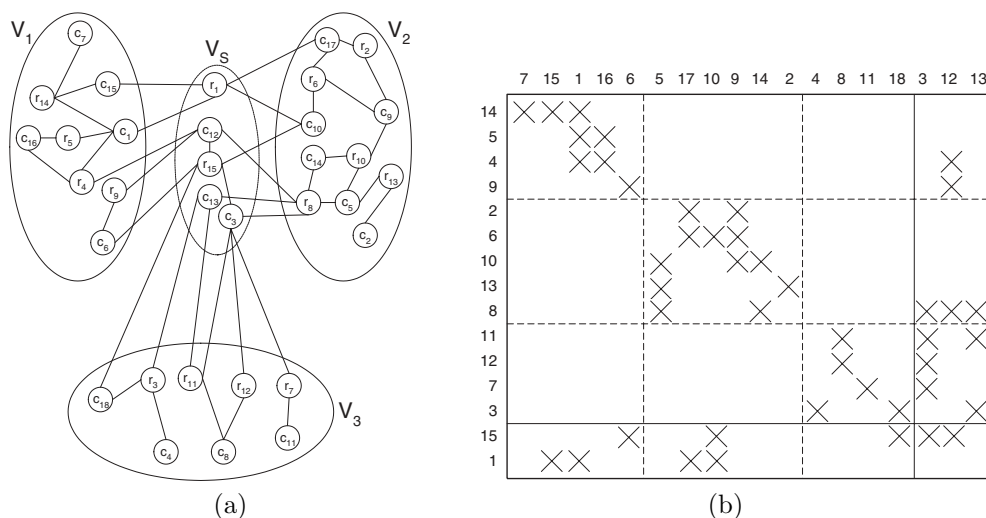 V1 V2
VS
c7
c17 r2
c15 r1 r6
r14
c9
c16 r5 c1 c12 c10
r15 c14 r10
r4 r9 r13
c13 r8 c5
c3
c6 c2
r3 r11 r12 r7
c18 V3
c4 c8 c11
(a)
7 15 1 16 6 5 17 10 9 14 2 4 8 11 18 3 12 13
14
5
4
9
2
6
10
13
8
11
12
7
3
15
1
(b)